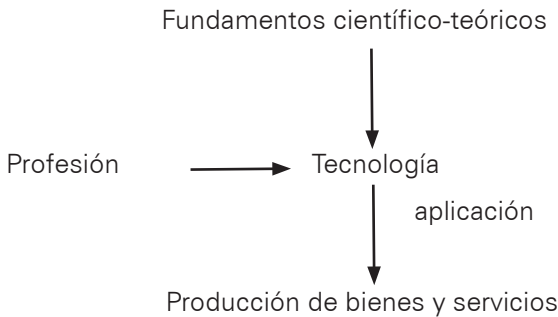 Fundamentos científico-teóricos
Profesión
Tecnología
aplicación
Producción de bienes y servicios